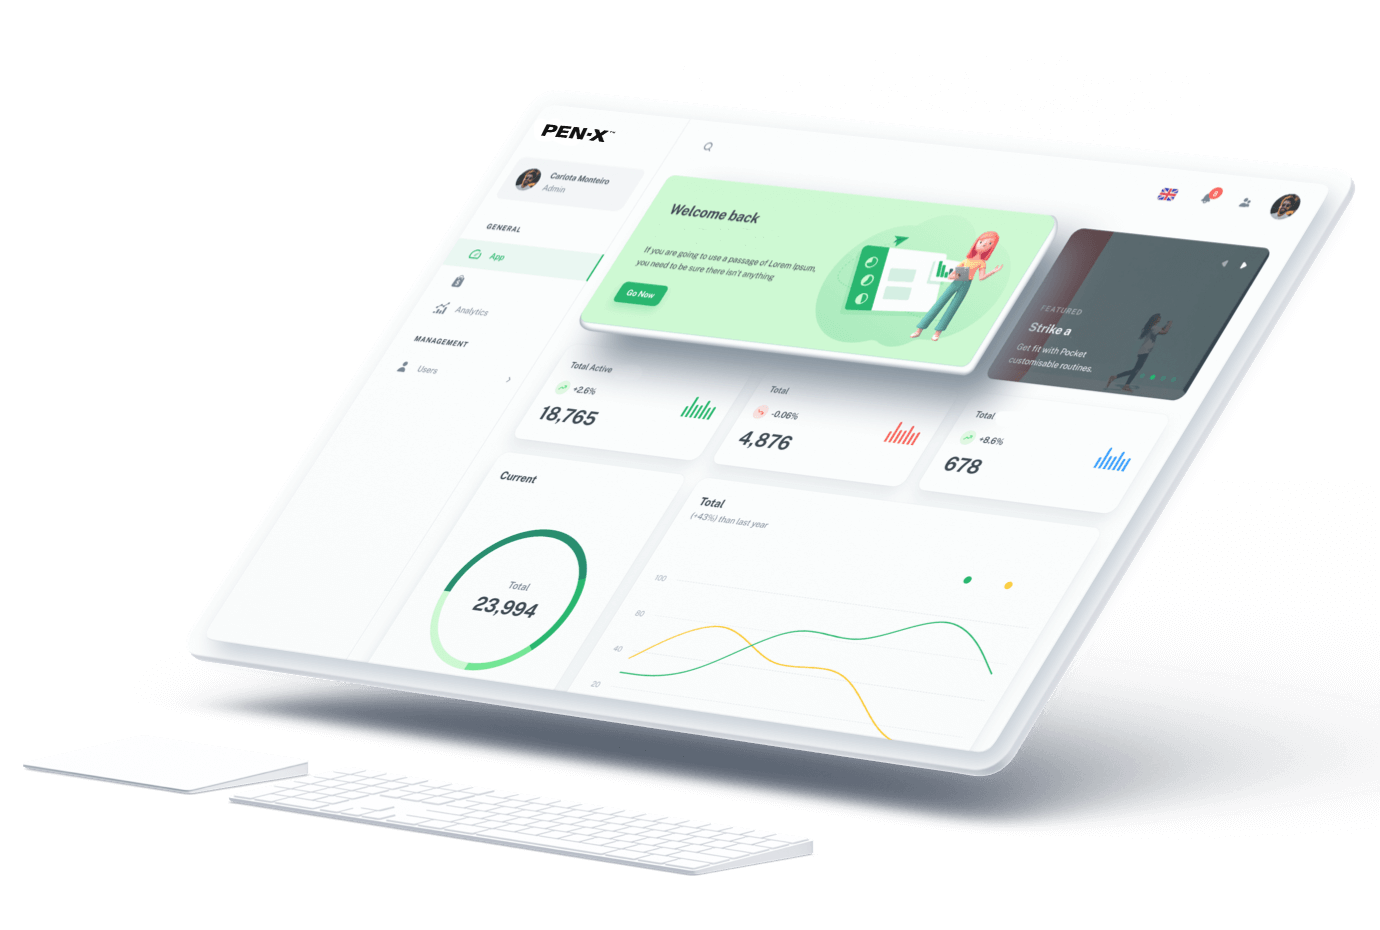 PEN-X™
Carlota Monteiro
Admin
GENERAL
App
Analytics
MANAGEMENT
Users
8
Welcome back
If you are going to use a passage of Lorem Ipsum,
you need to be sure there isn't anything
Go Now
FEATURED
Strike a
Get fit with Pocket
customisable routines.
Total Active
+2.6%
18,765
Total
-0.06%
4,876
Total
+8.6%
678
Current
Total
23,994
Total
(+43%) than last year
100
60
40
20